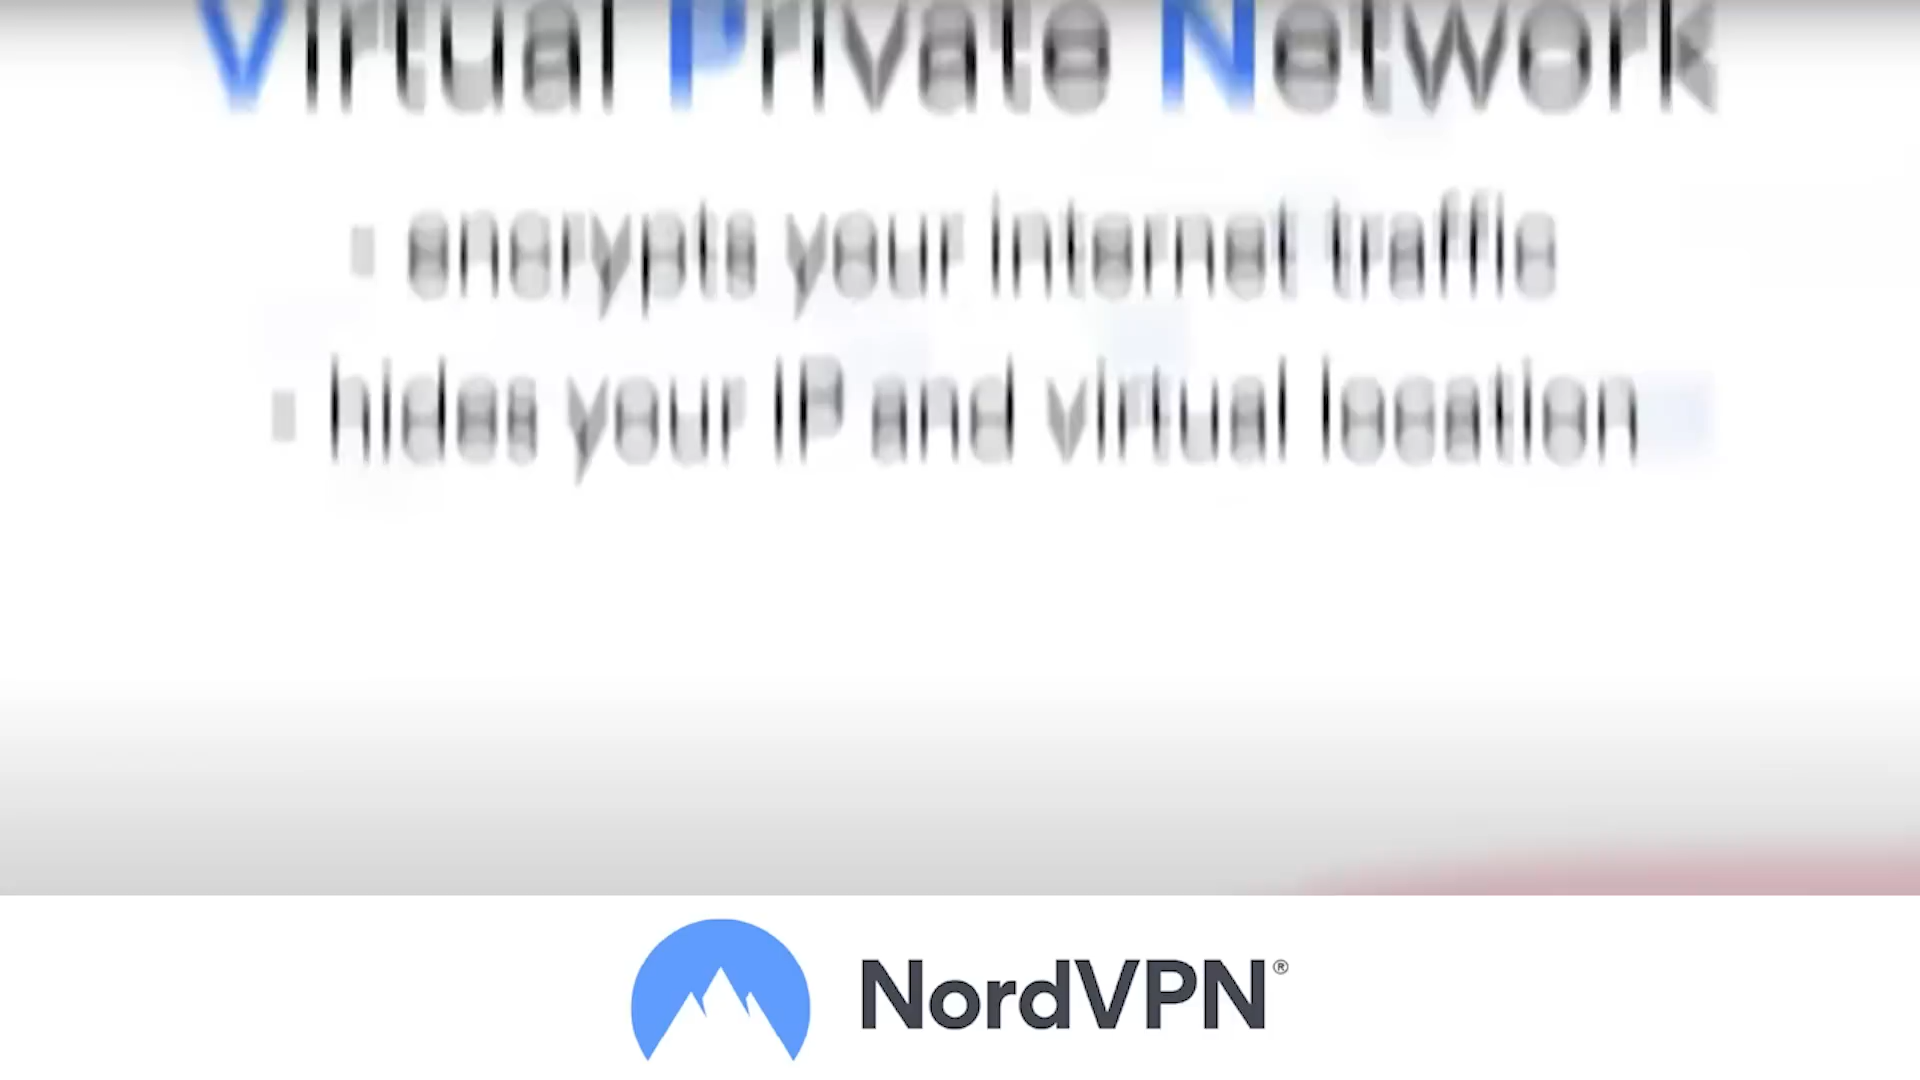 Virtual Private Network
▪ encrypts your internet traffic
▪ hides your IP and virtual location
NordVPN®